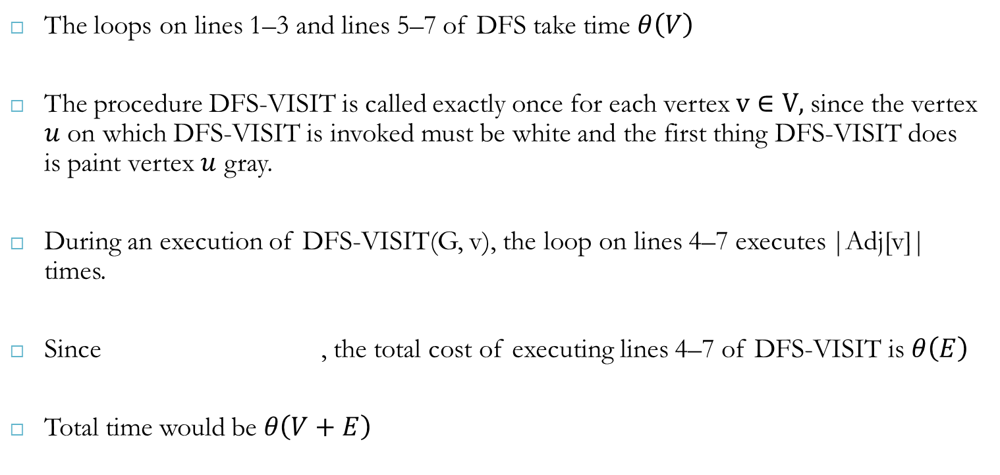 The loops on lines 1–3 and lines 5–7 of DFS take time 𝜃(𝑉)
The procedure DFS-VISIT is called exactly once for each vertex v ∈ V, since the vertex
𝑢 on which DFS-VISIT is invoked must be white and the first thing DFS-VISIT does
is paint vertex 𝑢 gray.
During an execution of DFS-VISIT(G, v), the loop on lines 4–7 executes |Adj[v]|
times.
Since , the total cost of executing lines 4–7 of DFS-VISIT is 𝜃(𝐸)
Total time would be 𝜃(𝑉 + 𝐸)